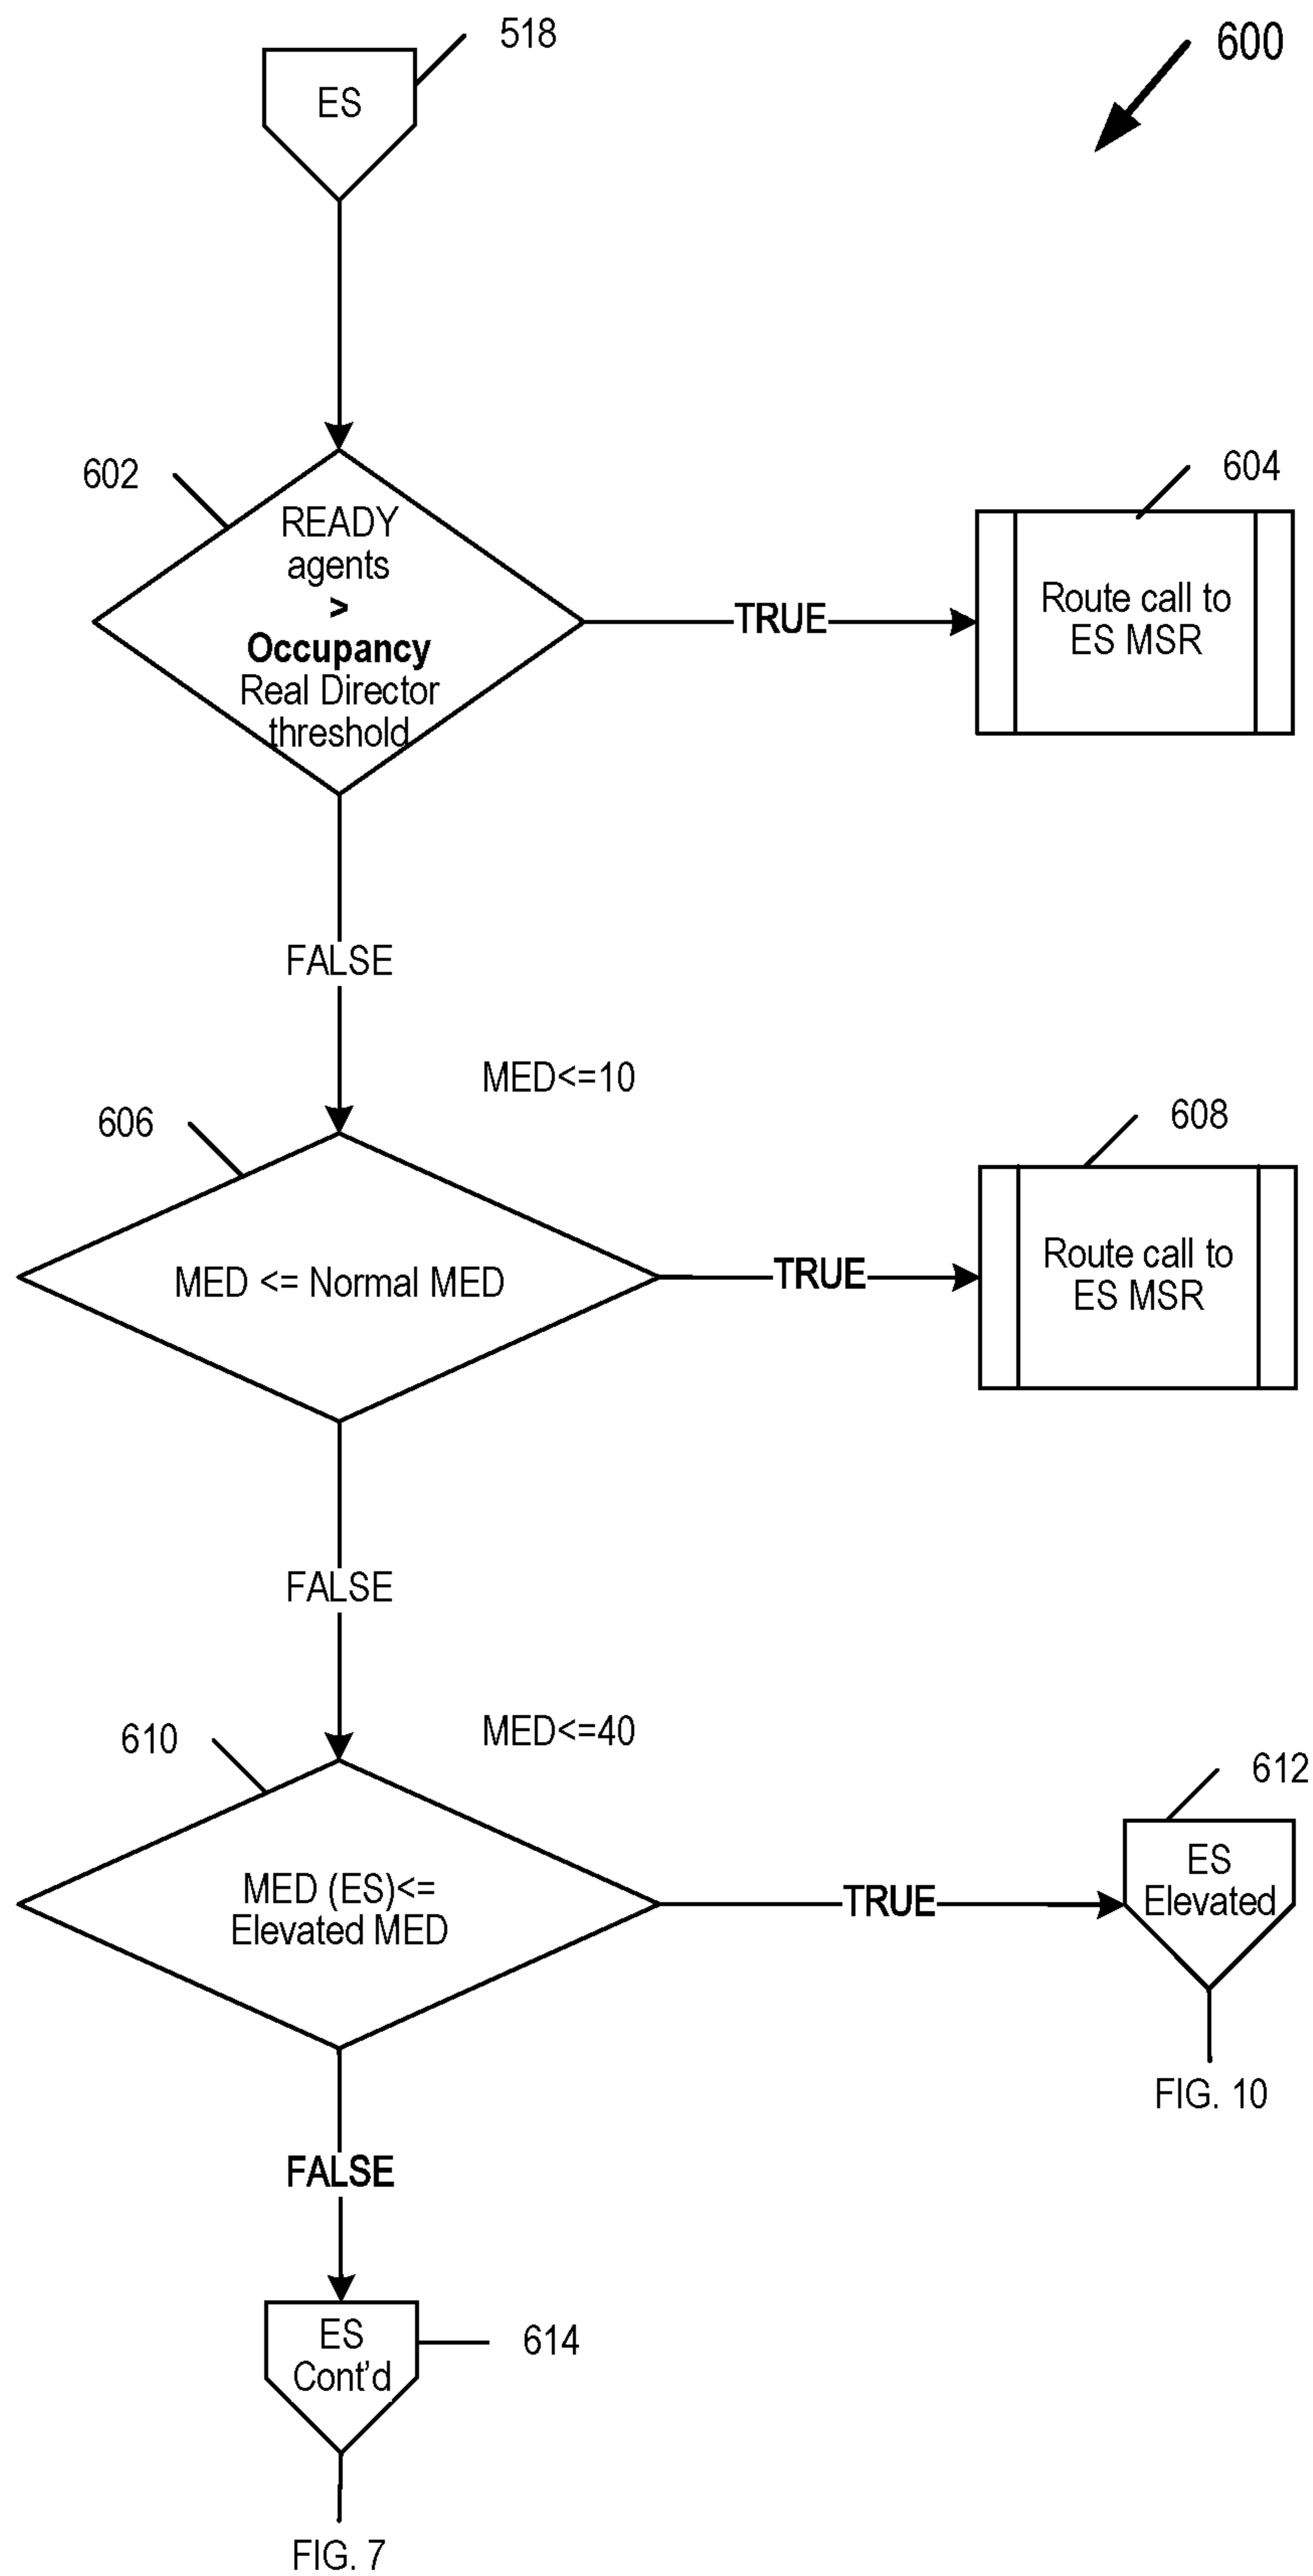 518
600
ES
602
READY
agents
>
Occupancy
Real Director
threshold
TRUE
604
Route call to
ES MSR
FALSE
MED<=10
606
MED <= Normal MED
TRUE
608
Route call to
ES MSR
FALSE
MED<=40
610
MED (ES)<=
Elevated MED
TRUE
612
ES
Elevated
FIG. 10
FALSE
ES
Cont'd
614
FIG. 7